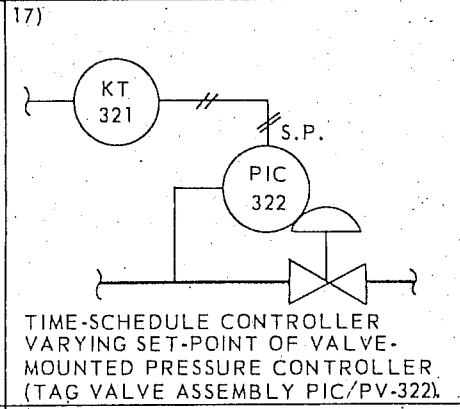 17)
KT
321
S.P.
PIC
322
TIME-SCHEDULE CONTROLLER
VARYING SET-POINT OF VALVE-
MOUNTED PRESSURE CONTROLLER
(TAG VALVE ASSEMBLY PIC/PV-322).